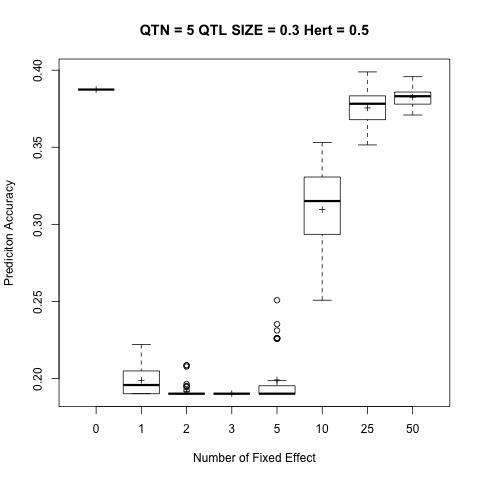 QTN = 5 QTL SIZE = 0.3 Hert = 0.5
Prediciton Accuracy
0.40
0.35
0.30
0.25
0.20
0 1 2 3 5 10 25 50
Number of Fixed Effect